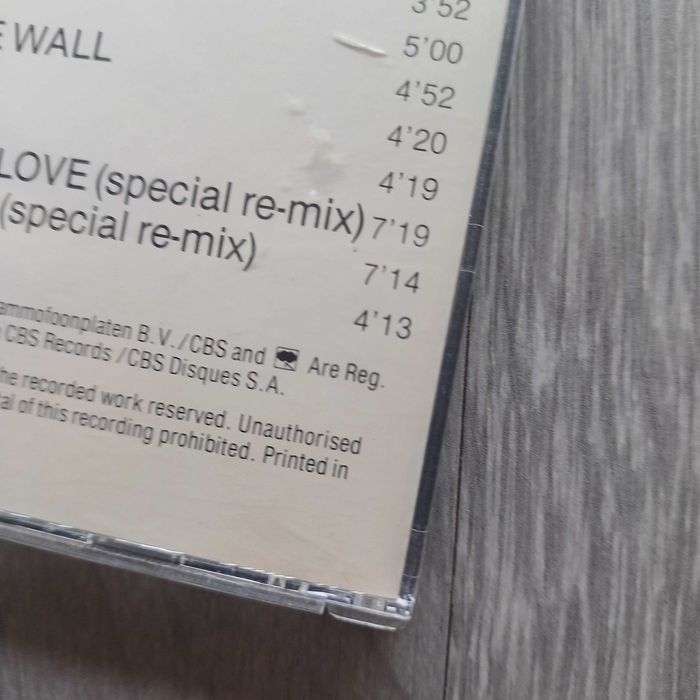 3'52
E WALL 5'00
4'52
4'20
4'19
LOVE (special re-mix) 7'19
(special re-mix) 7'14
4'13
ammofoonplaten B.V./CBS and Are Reg.
CBS Records /CBS Disques S.A.
he recorded work reserved. Unauthorised
al of this recording prohibited. Printed in